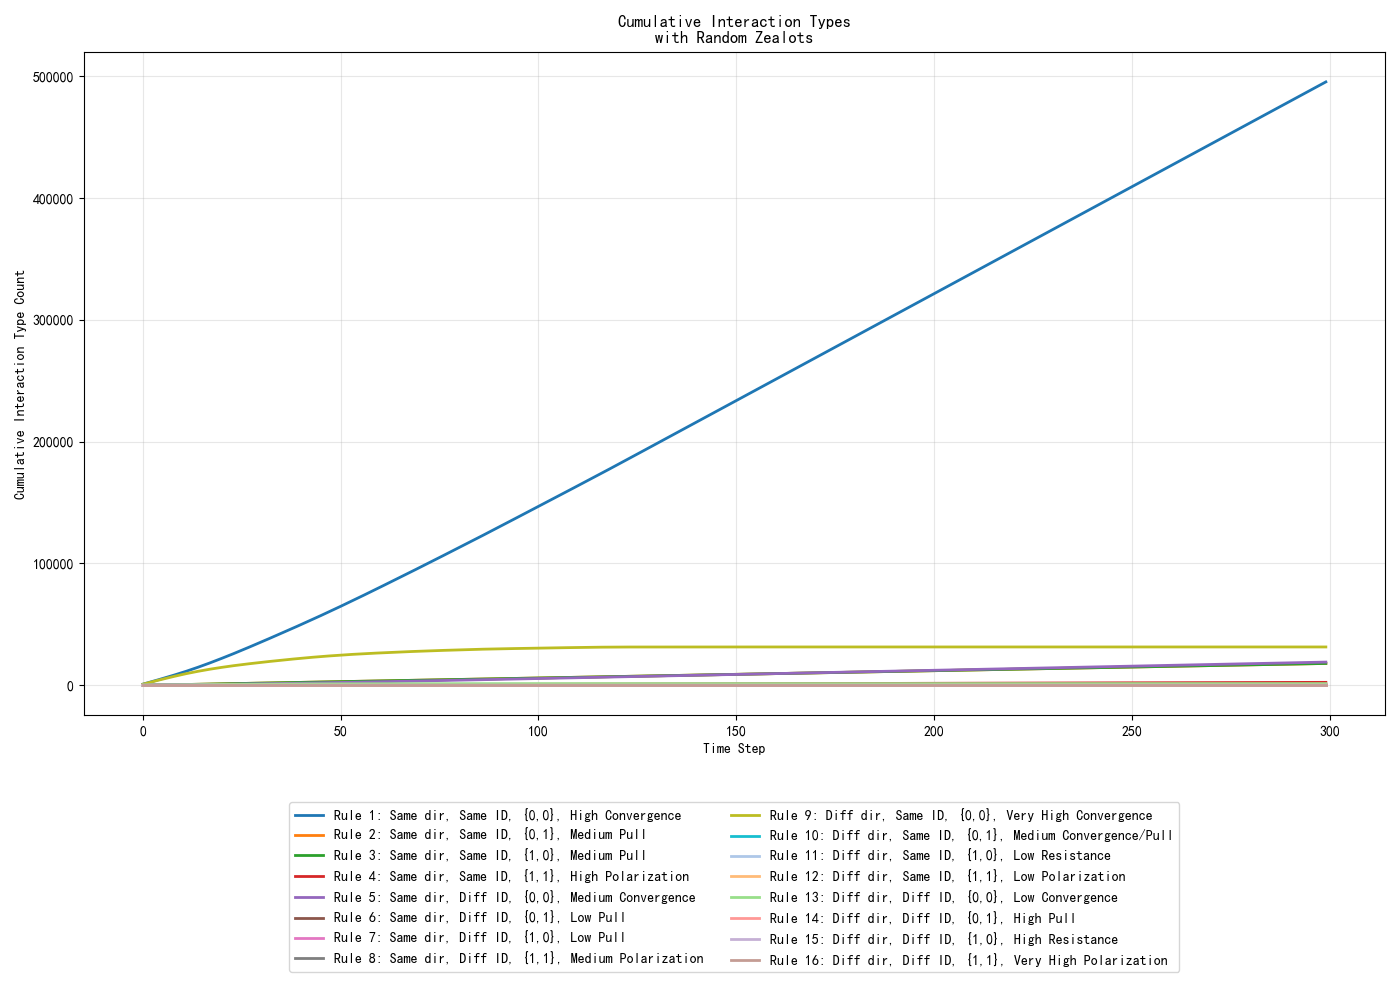 Cumulative Interaction Types
with Random Zealots
Cumulative Interaction Type Count
500000
400000
300000
200000
100000
0
0 50 100 150 200 250 300
Time Step
Rule 1: Same dir, Same ID, {0,0}, High Convergence
Rule 2: Same dir, Same ID, {0,1}, Medium Pull
Rule 3: Same dir, Same ID, {1,0}, Medium Pull
Rule 4: Same dir, Same ID, {1,1}, High Polarization
Rule 5: Same dir, Diff ID, {0,0}, Medium Convergence
Rule 6: Same dir, Diff ID, {0,1}, Low Pull
Rule 7: Same dir, Diff ID, {1,0}, Low Pull
Rule 8: Same dir, Diff ID, {1,1}, Medium Polarization
Rule 9: Diff dir, Same ID, {0,0}, Very High Convergence
Rule 10: Diff dir, Same ID, {0,1}, Medium Convergence/Pull
Rule 11: Diff dir, Same ID, {1,0}, Low Resistance
Rule 12: Diff dir, Same ID, {1,1}, Low Polarization
Rule 13: Diff dir, Diff ID, {0,0}, Low Convergence
Rule 14: Diff dir, Diff ID, {0,1}, High Pull
Rule 15: Diff dir, Diff ID, {1,0}, High Resistance
Rule 16: Diff dir, Diff ID, {1,1}, Very High Polarization